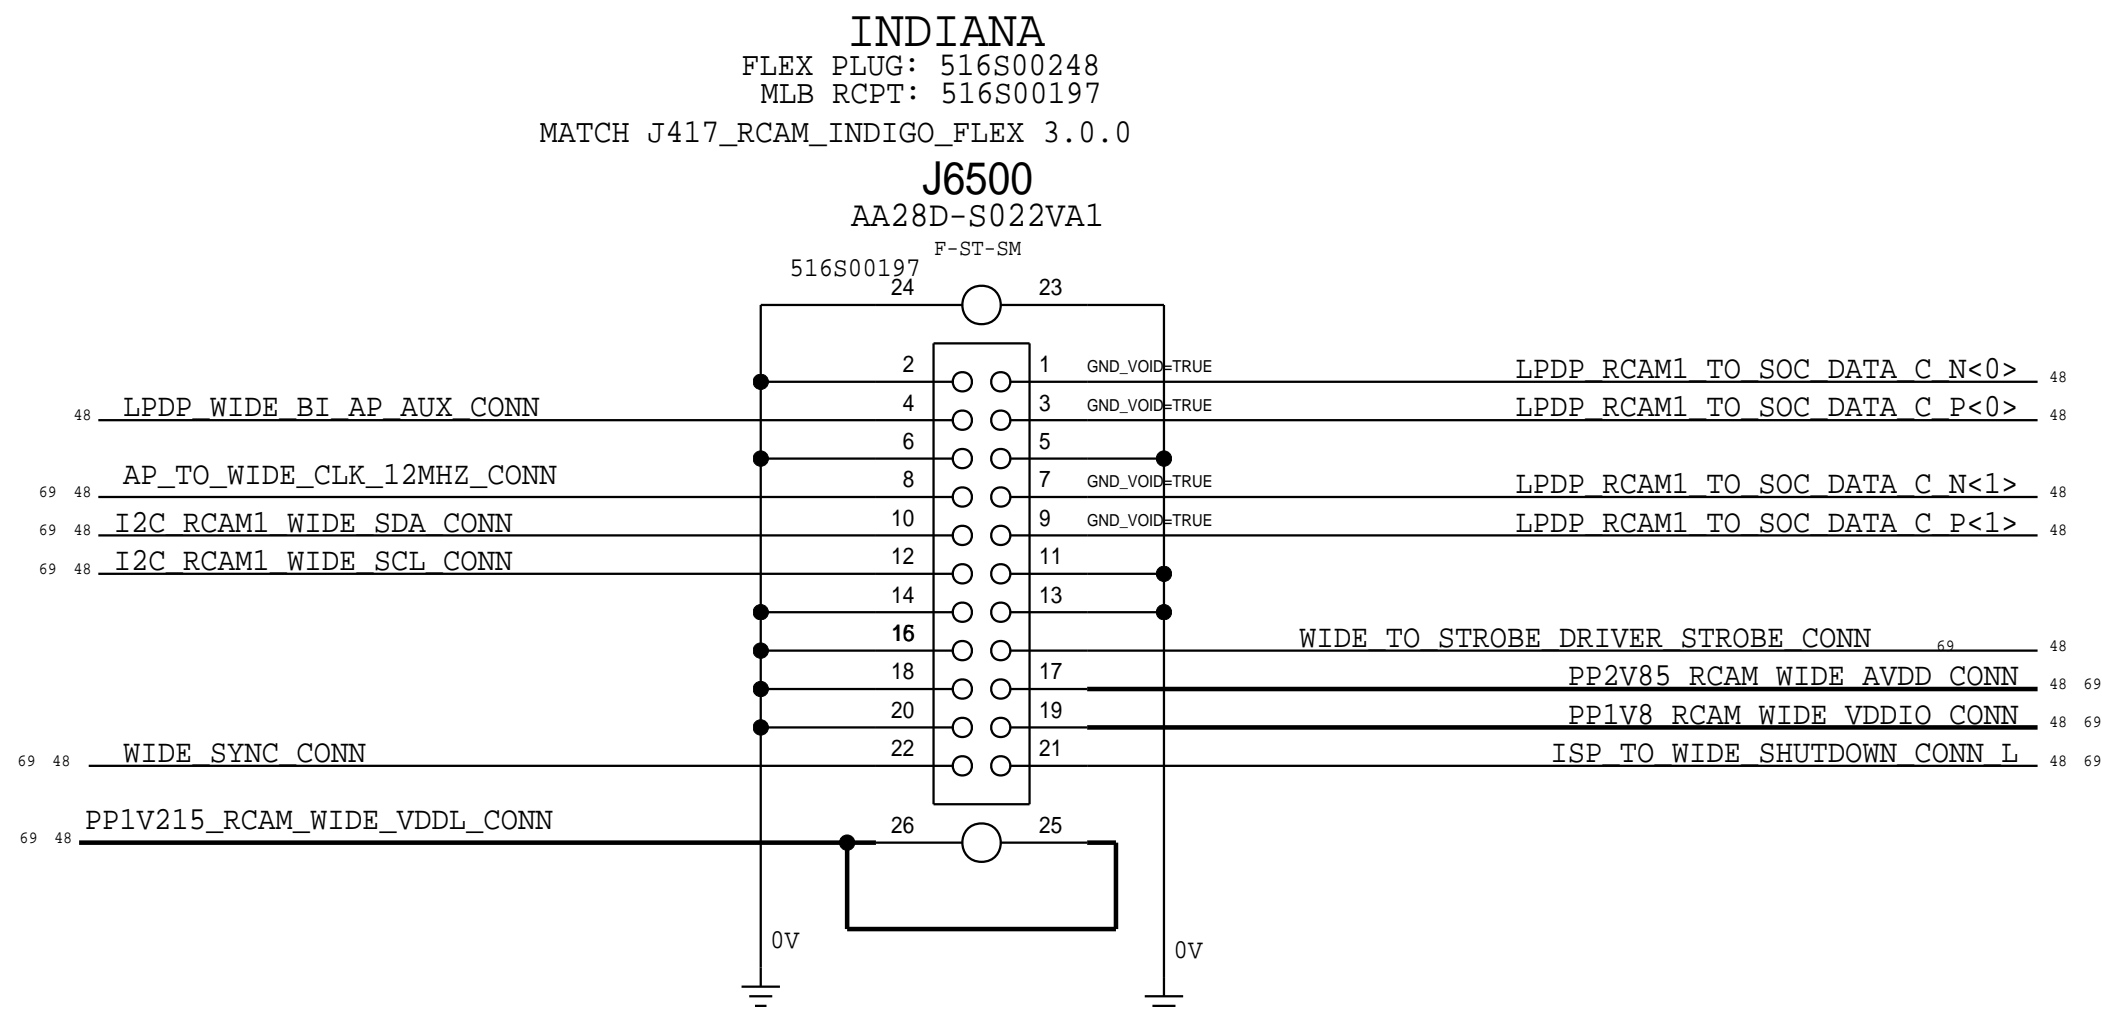 INDIANA
FLEX PLUG: 516S00248
MLB RCPT: 516S00197
MATCH J417_RCAM_INDIGO_FLEX 3.0.0
J6500
AA28D-S022VA1
F-ST-SM
516S00197
24 23
2 1 GND_VOID=TRUE LPDP_RCAM1_TO_SOC_DATA_C_N<0> 48
48 LPDP_WIDE_BI_AP_AUX_CONN 4 3 GND_VOID=TRUE LPDP_RCAM1_TO_SOC_DATA_C_P<0> 48
6 5
69 48 AP_TO_WIDE_CLK_12MHZ_CONN 8 7 GND_VOID=TRUE LPDP_RCAM1_TO_SOC_DATA_C_N<1> 48
69 48 I2C_RCAM1_WIDE_SDA_CONN 10 9 GND_VOID=TRUE LPDP_RCAM1_TO_SOC_DATA_C_P<1> 48
69 48 I2C_RCAM1_WIDE_SCL_CONN 12 11
14 13
16 WIDE_TO_STROBE_DRIVER_STROBE_CONN 69 48
18 17 PP2V85_RCAM_WIDE_AVDD_CONN 48 69
20 19 PP1V8_RCAM_WIDE_VDDIO_CONN 48 69
69 48 WIDE_SYNC_CONN 22 21 ISP_TO_WIDE_SHUTDOWN_CONN_L 48 69
69 48 PP1V215_RCAM_WIDE_VDDL_CONN 26 25
0V
0V